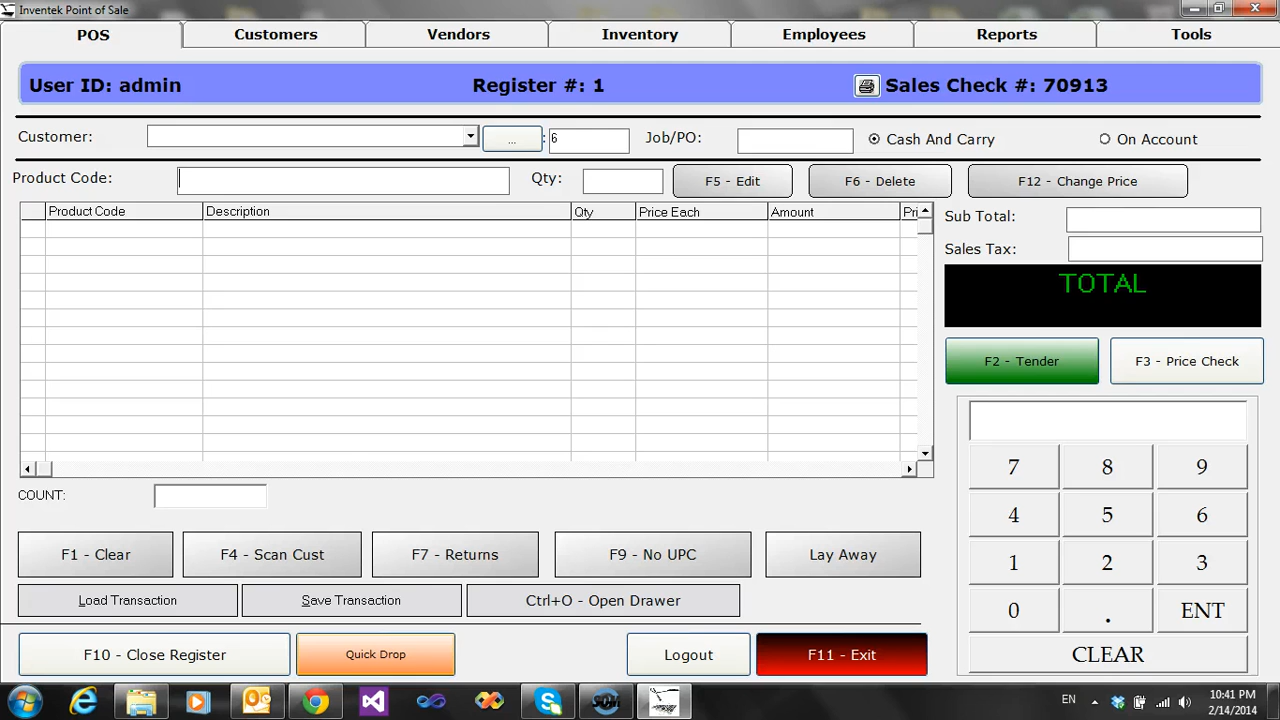 Inventek Point of Sale
POS Customers Vendors Inventory Employees Reports Tools
User ID: admin Register #: 1 Sales Check #: 70913
Customer: ... : 6 Job/PO: Cash And Carry On Account
Product Code: Qty: F5 - Edit F6 - Delete F12 - Change Price
Product Code Description Qty Price Each Amount Pri
Sub Total:
Sales Tax:
TOTAL
F2 - Tender F3 - Price Check
7 8 9
4 5 6
1 2 3
0 . ENT
CLEAR
COUNT:
F1 - Clear F4 - Scan Cust F7 - Returns F9 - No UPC Lay Away
Load Transaction Save Transaction Ctrl+O - Open Drawer
F10 - Close Register Quick Drop Logout F11 - Exit
EN 10:41 PM
2/14/2014